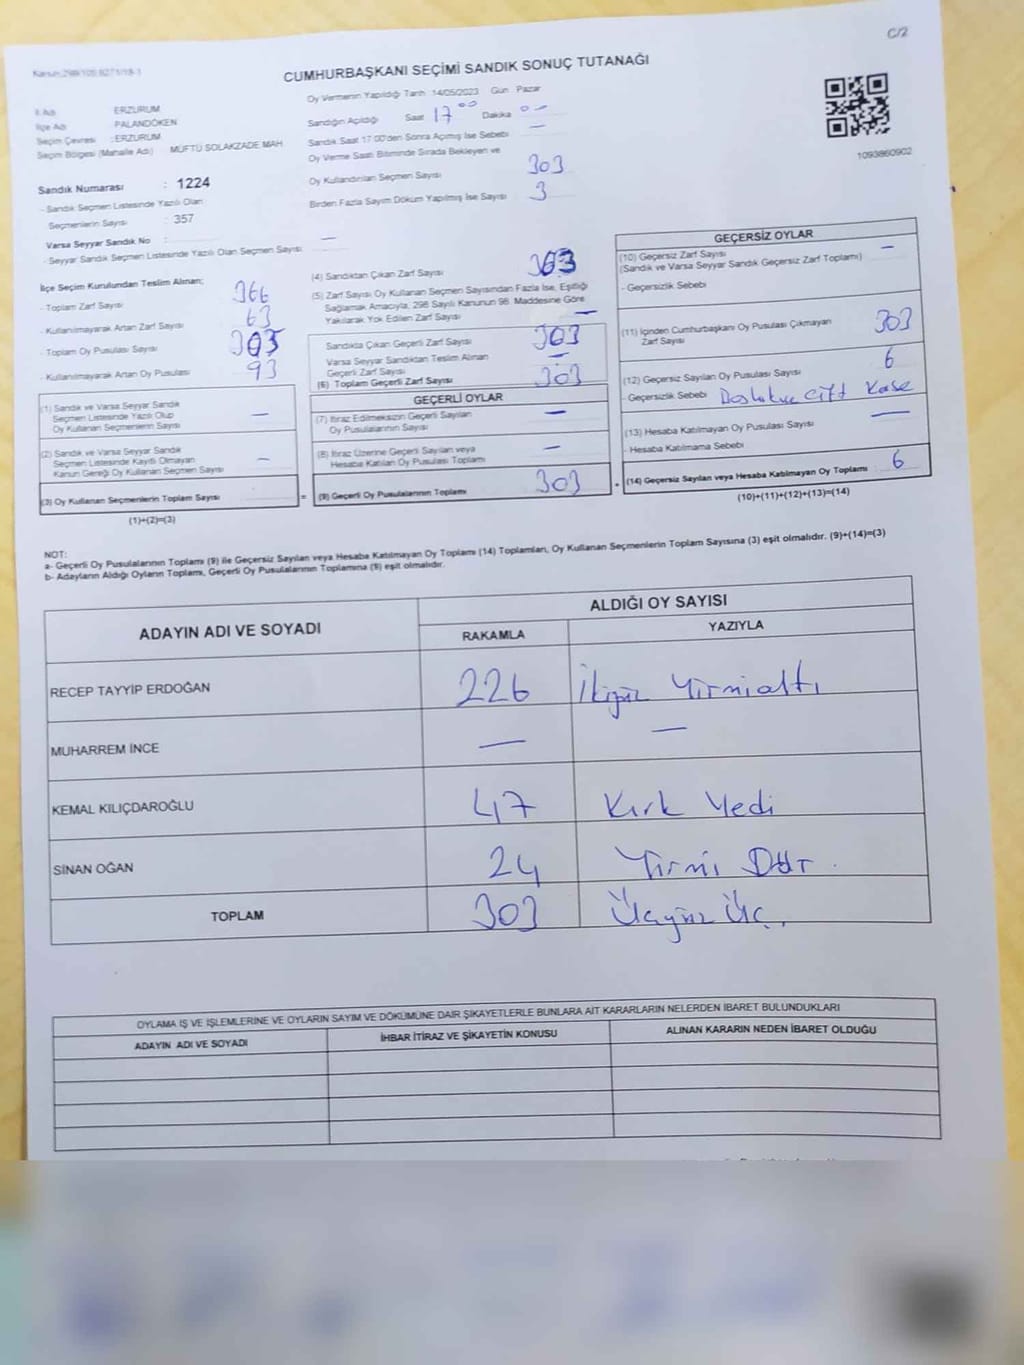 C/2
Kanun:298/105,6271/18-1
CUMHURBAŞKANI SEÇİMİ SANDIK SONUÇ TUTANAĞI
İl Adı ERZURUM
İlçe Adı PALANDÖKEN
Seçim Çevresi : ERZURUM
Seçim Bölgesi (Mahalle Adı) MÜFTÜ SOLAKZADE MAH
Sandık Numarası : 1224
- Sandık Seçmen Listesinde Yazılı Olan
Seçmenlerin Sayısı : 357
Varsa Seyyar Sandık No :
- Seyyar Sandık Seçmen Listesinde Yazılı Olan Seçmen Sayısı —
Oy Vermenin Yapıldığı Tarih 14/05/2023 Gün Pazar
Sandığın Açıldığı Saat 17 00 Dakika 0-
Sandık Saat 17:00'den Sonra Açılmış İse Sebebi —
Oy Verme Saati Bitiminde Sırada Bekleyen ve
Oy Kullandırılan Seçmen Sayısı 303
Birden Fazla Sayım Döküm Yapılmış İse Sayısı 3
1093860902
İlçe Seçim Kurulundan Teslim Alınan;
- Toplam Zarf Sayısı 366
- Kullanılmayarak Artan Zarf Sayısı 63
- Toplam Oy Pusulası Sayısı
- Kullanılmayarak Artan Oy Pusulası 93
(1) Sandık ve Varsa Seyyar Sandık
Seçmen Listesinde Yazılı Olup
Oy Kullanan Seçmenlerin Sayısı —
(2) Sandık ve Varsa Seyyar Sandık
Seçmen Listesinde Kayıtlı Olmayan
Kanun Gereği Oy Kullanan Seçmen Sayısı —
(3) Oy Kullanan Seçmenlerin Toplam Sayısı =
(1)+(2)=(3)
(4) Sandıktan Çıkan Zarf Sayısı 303
(5) Zarf Sayısı Oy Kullanan Seçmen Sayısından Fazla İse, Eşitliği
Sağlamak Amacıyla, 298 Sayılı Kanunun 98. Maddesine Göre
Yakılarak Yok Edilen Zarf Sayısı —
Sandıkta Çıkan Geçerli Zarf Sayısı 303
Varsa Seyyar Sandıktan Teslim Alınan
Geçerli Zarf Sayısı —
(6) Toplam Geçerli Zarf Sayısı 303
GEÇERLİ OYLAR
(7) İtiraz Edilmeksizin Geçerli Sayılan
Oy Pusulalarının Sayısı —
(8) İtiraz Üzerine Geçerli Sayılan veya
Hesaba Katılan Oy Pusulası Toplamı —
(9) Geçerli Oy Pusulalarının Toplamı 303 +
GEÇERSİZ OYLAR
(10) Geçersiz Zarf Sayısı —
(Sandık ve Varsa Seyyar Sandık Geçersiz Zarf Toplamı)
- Geçersizlik Sebebi
(11) İçinden Cumhurbaşkanı Oy Pusulası Çıkmayan
Zarf Sayısı 303
(12) Geçersiz Sayılan Oy Pusulası Sayısı 6
- Geçersizlik Sebebi Çift Kaşe
(13) Hesaba Katılmayan Oy Pusulası Sayısı —
- Hesaba Katılmama Sebebi
(14) Geçersiz Sayılan veya Hesaba Katılmayan Oy Toplamı 6
(10)+(11)+(12)+(13)=(14)
NOT:
a- Geçerli Oy Pusulalarının Toplamı (9) ile Geçersiz Sayılan veya Hesaba Katılmayan Oy Toplamı (14) Toplamları, Oy Kullanan Seçmenlerin Toplam Sayısına (3) eşit olmalıdır. (9)+(14)=(3)
b- Adayların Aldığı Oyların Toplamı, Geçerli Oy Pusulalarının Toplamına (9) eşit olmalıdır.
ADAYIN ADI VE SOYADI ALDIĞI OY SAYISI
RAKAMLA YAZIYLA
RECEP TAYYİP ERDOĞAN 226 İkiyüz Yirmialtı
MUHARREM İNCE — —
KEMAL KILIÇDAROĞLU 47 Kırk Yedi
SİNAN OĞAN 24 Yirmi Dört
TOPLAM 303 Üçyüz Üç.
OYLAMA İŞ VE İŞLEMLERİNE VE OYLARIN SAYIM VE DÖKÜMÜNE DAİR ŞİKAYETLERLE BUNLARA AİT KARARLARIN NELERDEN İBARET BULUNDUKLARI
ADAYIN ADI VE SOYADI İHBAR İTİRAZ VE ŞİKAYETİN KONUSU ALINAN KARARIN NEDEN İBARET OLDUĞU